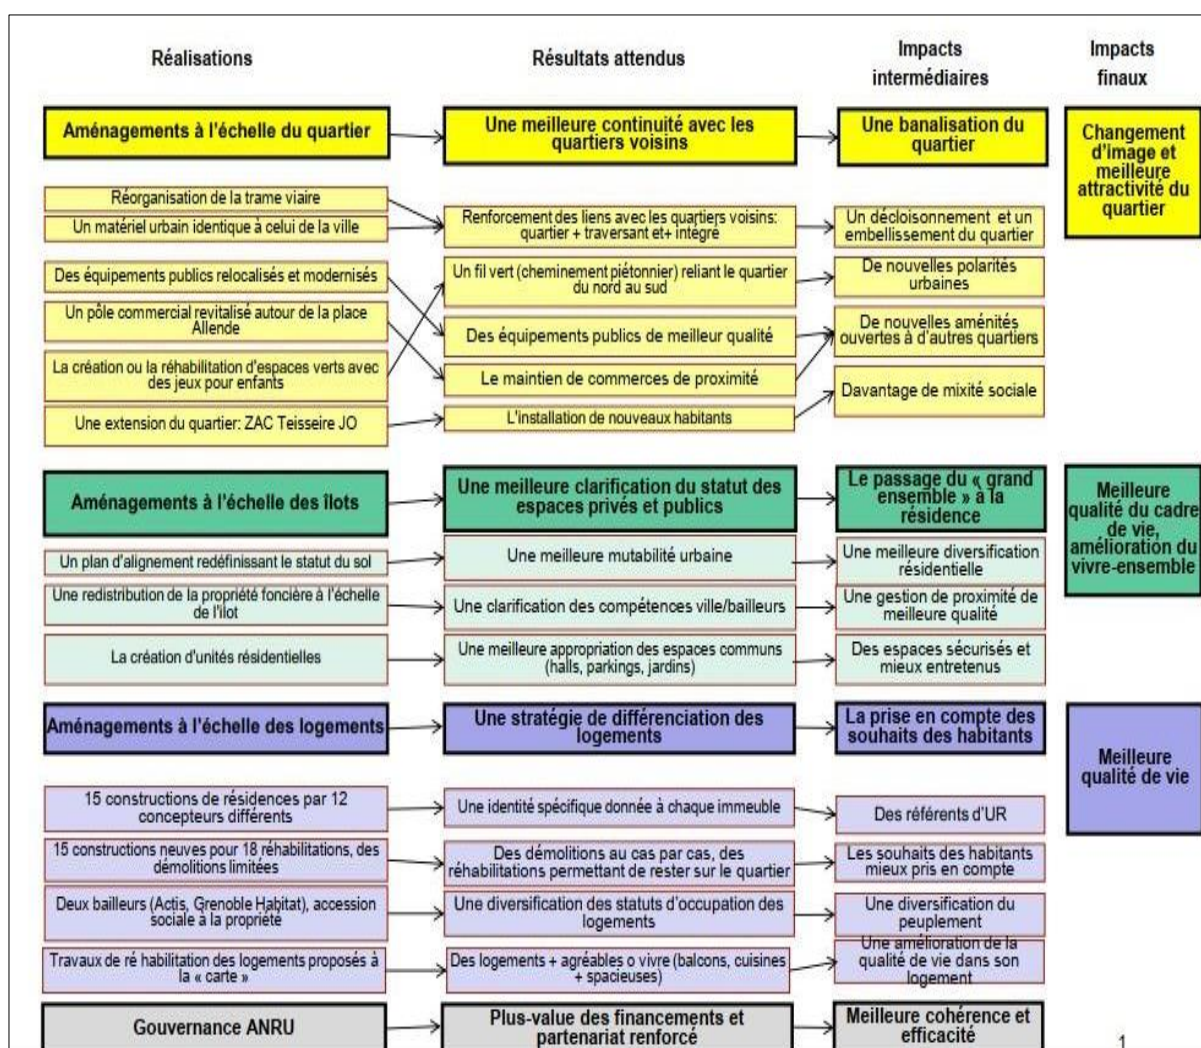 Réalisations
Résultats attendus
Impacts
intermédiaires
Impacts
finaux
Aménagements à l'échelle du quartier
Une meilleure continuité avec les
quartiers voisins
Une banalisation du
quartier
Changement
d'image et
meilleure
attractivité du
quartier
Réorganisation de la trame viaire
Un matériel urbain identique à celui de la ville
Renforcement des liens avec les quartiers voisins:
quartier + traversant et+ intégré
Un décloisonnement et un
embellissement du quartier
Des équipements publics relocalisés et modernisés
Un fil vert (cheminement piétonnier) reliant le quartier
du nord au sud
De nouvelles polarités
urbaines
Un pôle commercial revitalisé autour de la place
Allende
Des équipements publics de meilleur qualité
De nouvelles aménités
ouvertes à d'autres quartiers
La création ou la réhabilitation d'espaces verts avec
des jeux pour enfants
Le maintien de commerces de proximité
Davantage de mixité sociale
Une extension du quartier: ZAC Teisseire JO
L'installation de nouveaux habitants
Aménagements à l'échelle des îlots
Une meilleure clarification du statut des
espaces privés et publics
Le passage du « grand
ensemble » à la
résidence
Meilleure
qualité du cadre
de vie,
amélioration du
vivre-ensemble
Un plan d'alignement redéfinissant le statut du sol
Une meilleure mutabilité urbaine
Une meilleure diversification
résidentielle
Une redistribution de la propriété foncière à l'échelle
de l'ilot
Une clarification des compétences ville/bailleurs
Une gestion de proximité de
meilleure qualité
La création d'unités résidentielles
Une meilleure appropriation des espaces communs
(halls, parkings, jardins)
Des espaces sécurisés et
mieux entretenus
Aménagements à l'échelle des logements
Une stratégie de différenciation des
logements
La prise en compte des
souhaits des habitants
Meilleure
qualité de vie
15 constructions de résidences par 12
concepteurs différents
Une identité spécifique donnée à chaque immeuble
Des référents d'UR
15 constructions neuves pour 18 réhabilitations, des
démolitions limitées
Des démolitions au cas par cas, des
réhabilitations permettant de rester sur le quartier
Les souhaits des habitants
mieux pris en compte
Deux bailleurs (Actis, Grenoble Habitat), accession
sociale à la propriété
Une diversification des statuts d'occupation des
logements
Une diversification du
peuplement
Travaux de ré habilitation des logements proposés à
la « carte »
Des logements + agréables o vivre (balcons, cuisines
+ spacieuses)
Une amélioration de la
qualité de vie dans son
logement
Gouvernance ANRU
Plus-value des financements et
partenariat renforcé
Meilleure cohérence et
efficacité
1